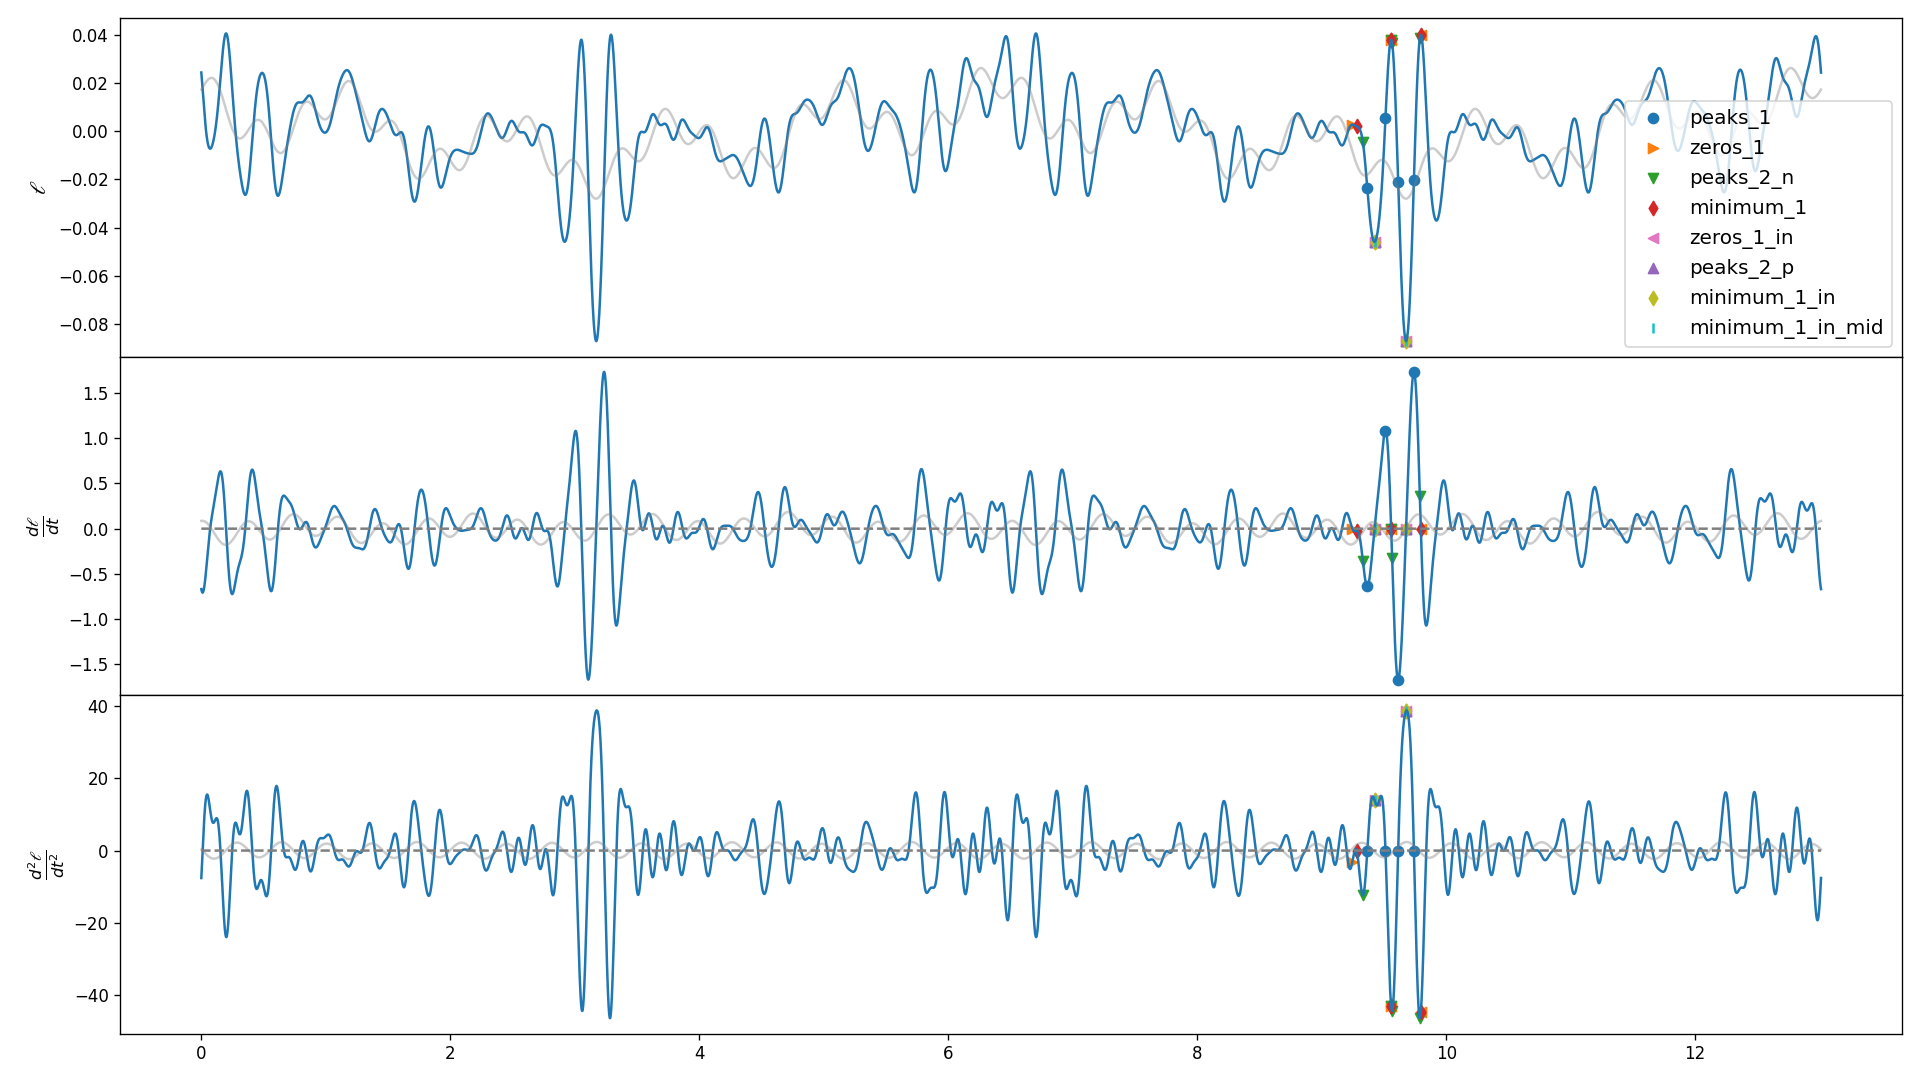 0.04
0.02
0.00
−0.02
−0.04
−0.06
−0.08
ℓ
peaks_1
zeros_1
peaks_2_n
minimum_1
zeros_1_in
peaks_2_p
minimum_1_in
minimum_1_in_mid
1.5
1.0
0.5
0.0
−0.5
−1.0
−1.5
dℓ
dt
40
20
0
−20
−40
d²ℓ
dt²
0 2 4 6 8 10 12